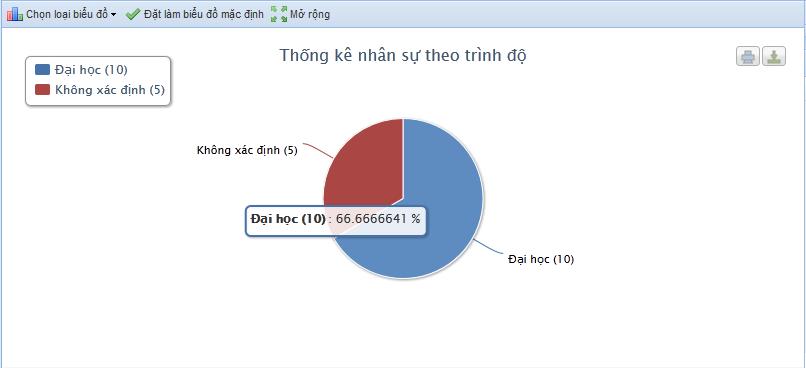 Chọn loại biểu đồ Đặt làm biểu đồ mặc định Mở rộng
Thống kê nhân sự theo trình độ
Đại học (10)
Không xác định (5)
Không xác định (5)
Đại học (10) : 66.6666641 %
Đại học (10)